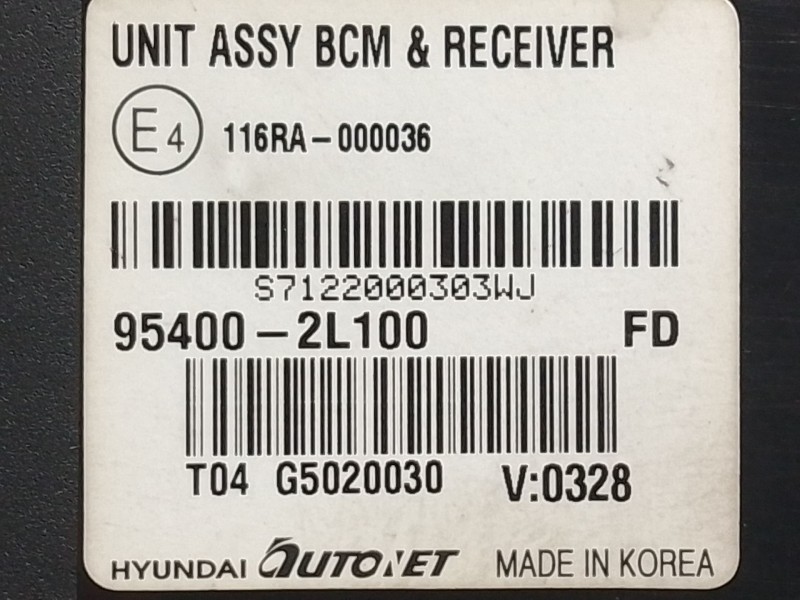 UNIT ASSY BCM & RECEIVER
E4 116RA-000036
S7122000303WJ
95400-2L100 FD
T04 G5020030 V:0328
HYUNDAI AUTONET MADE IN KOREA